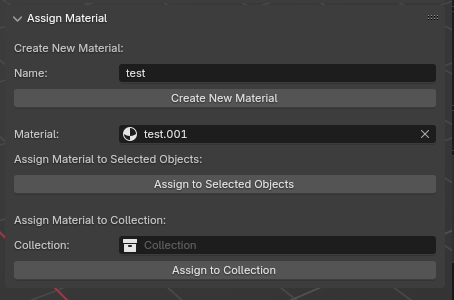 Assign Material
Create New Material:
Name: test
Create New Material
Material: test.001
Assign Material to Selected Objects:
Assign to Selected Objects
Assign Material to Collection:
Collection: Collection
Assign to Collection